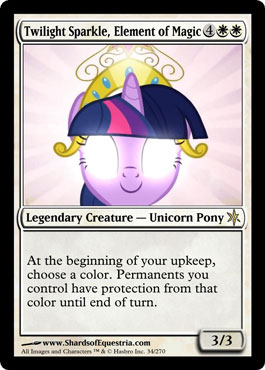 Twilight Sparkle, Element of Magic 4
Legendary Creature — Unicorn Pony
At the beginning of your upkeep,
choose a color. Permanents you
control have protection from that
color until end of turn.
www.ShardsofEquestria.com
All Images and Characters ™ & © Hasbro Inc. 34/270
3/3